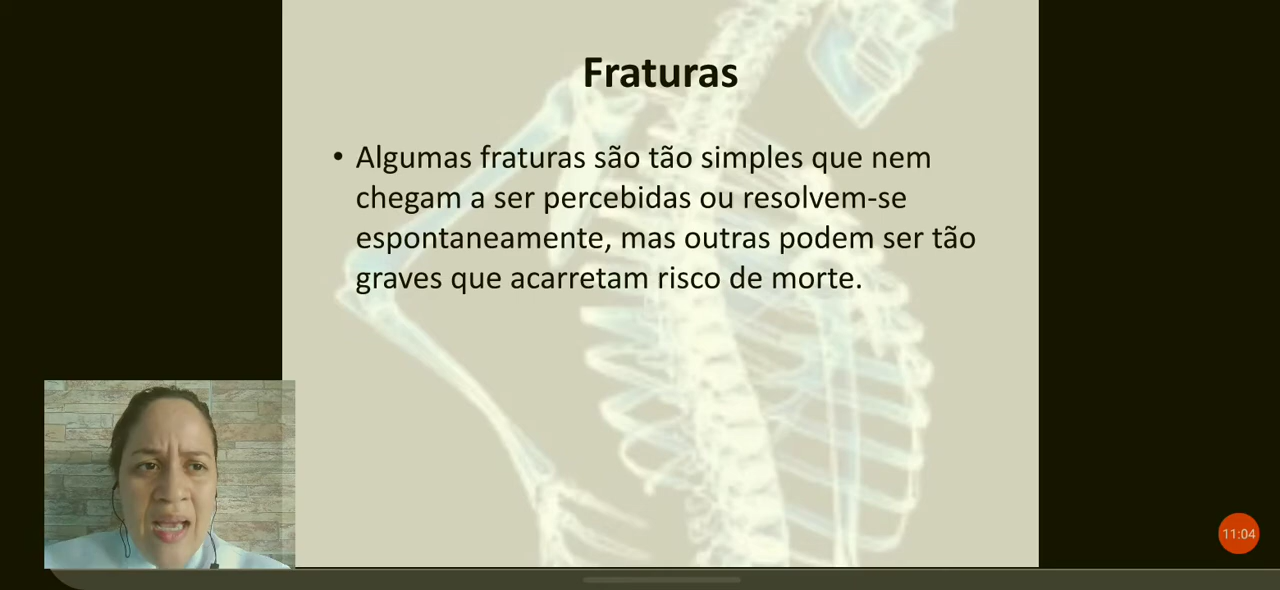 Fraturas
• Algumas fraturas são tão simples que nem
chegam a ser percebidas ou resolvem-se
espontaneamente, mas outras podem ser tão
graves que acarretam risco de morte.
11:04